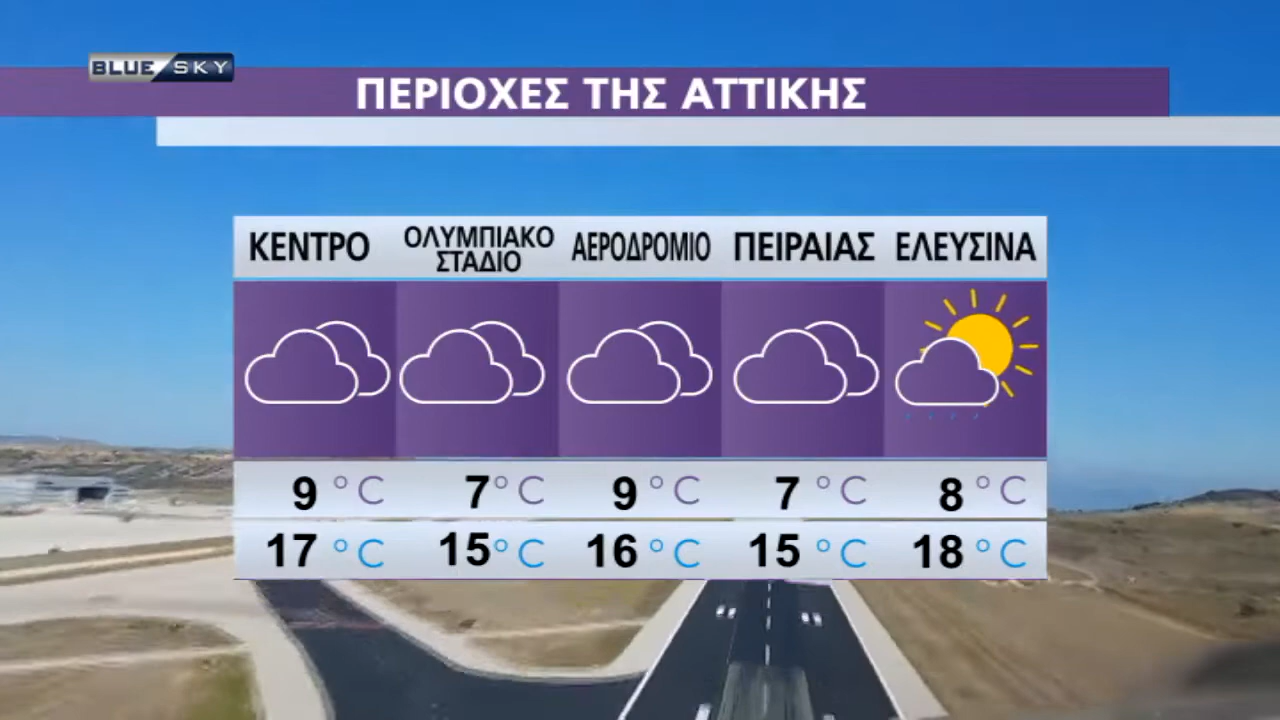 BLUE SKY
ΠΕΡΙΟΧΕΣ ΤΗΣ ΑΤΤΙΚΗΣ
ΚΕΝΤΡΟ ΟΛΥΜΠΙΑΚΟ ΣΤΑΔΙΟ ΑΕΡΟΔΡΟΜΙΟ ΠΕΙΡΑΙΑΣ ΕΛΕΥΣΙΝΑ
9 °C 7 °C 9 °C 7 °C 8 °C
17 °C 15 °C 16 °C 15 °C 18 °C